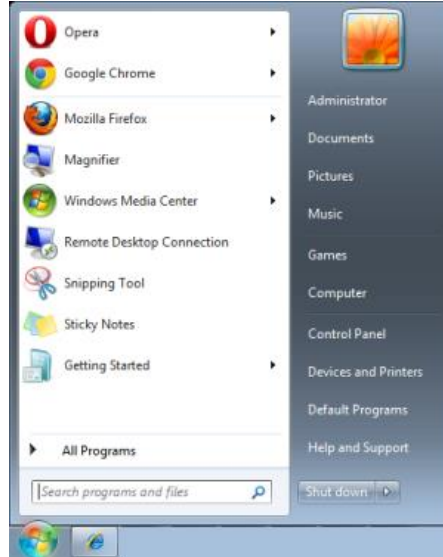 Opera
Google Chrome
Mozilla Firefox
Magnifier
Windows Media Center
Remote Desktop Connection
Snipping Tool
Sticky Notes
Getting Started
All Programs
Search programs and files
Administrator
Documents
Pictures
Music
Games
Computer
Control Panel
Devices and Printers
Default Programs
Help and Support
Shut down